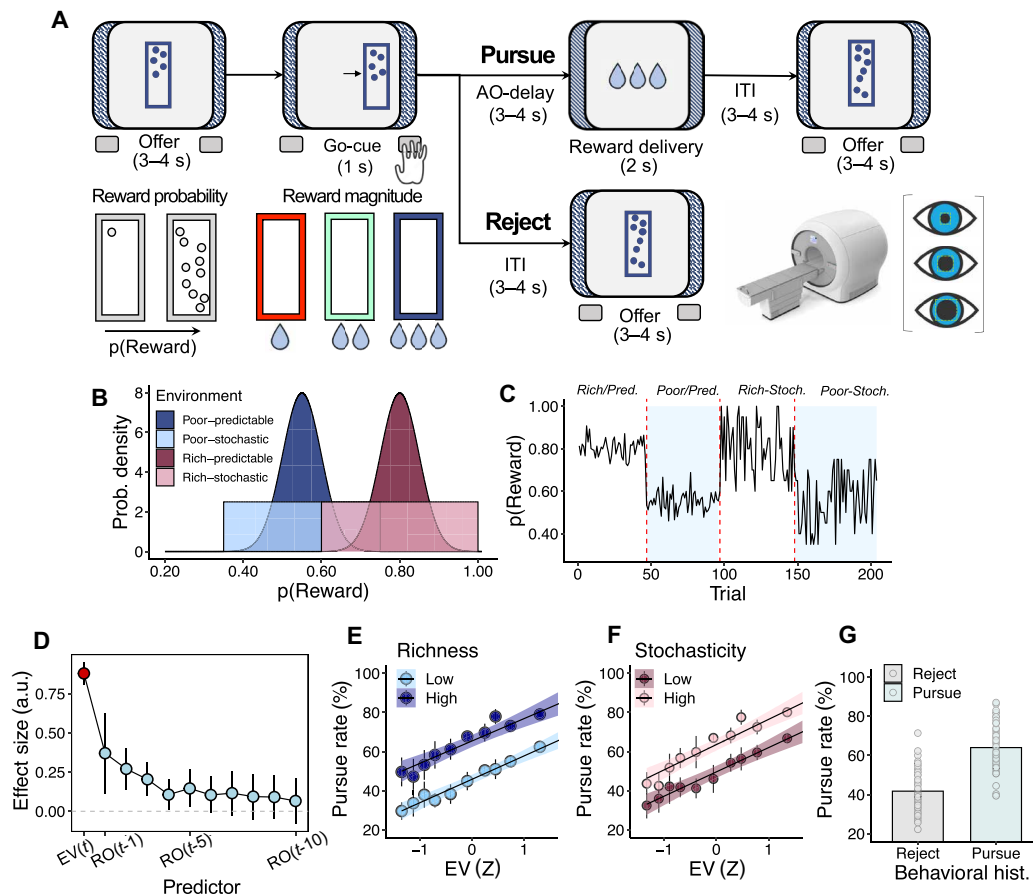 A
Pursue
AO-delay
(3–4 s)
ITI
(3–4 s)
Offer
(3–4 s)
Go-cue
(1 s)
Reward delivery
(2 s)
Offer
(3–4 s)
Reward probability
p(Reward)
Reward magnitude
Reject
ITI
(3–4 s)
Offer
(3–4 s)
B
Environment
Poor–predictable
Poor–stochastic
Rich–predictable
Rich–stochastic
Prob. density
8
6
4
2
0
0.20
0.40
0.60
0.80
1.00
p(Reward)
C
Rich/Pred.
Poor/Pred.
Rich-Stoch.
Poor-Stoch.
p(Reward)
1.00
0.80
0.60
0.40
0
50
100
150
200
Trial
D
Effect size (a.u.)
0.75
0.50
0.25
0.00
EV(t)
RO(t-1)
RO(t-5)
RO(t-10)
Predictor
E
Richness
Low
High
Pursue rate (%)
100
80
60
40
20
−1
0
1
EV (Z)
F
Stochasticity
Low
High
Pursue rate (%)
100
80
60
40
20
−1
0
1
EV (Z)
G
Reject
Pursue
Pursue rate (%)
100
80
60
40
20
Reject
Pursue
Behavioral hist.